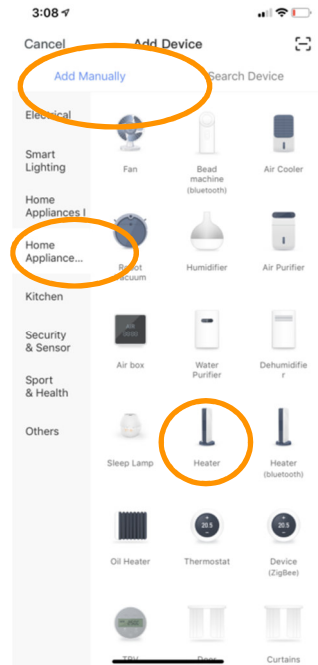 3:08
Cancel Add Device
Add Manually Search Device
Electrical
Smart
Lighting
Home
Appliances I
Home
Appliance...
Kitchen
Security
& Sensor
Sport
& Health
Others
Fan
Bead
machine
(bluetooth)
Air Cooler
Robot
Vacuum
Humidifier
Air Purifier
Air box
Water
Purifier
Dehumidifie
r
Sleep Lamp
Heater
Heater
(bluetooth)
Oil Heater
20.5
Thermostat
20.5
Device
(ZigBee)
TRV
Door
Curtains